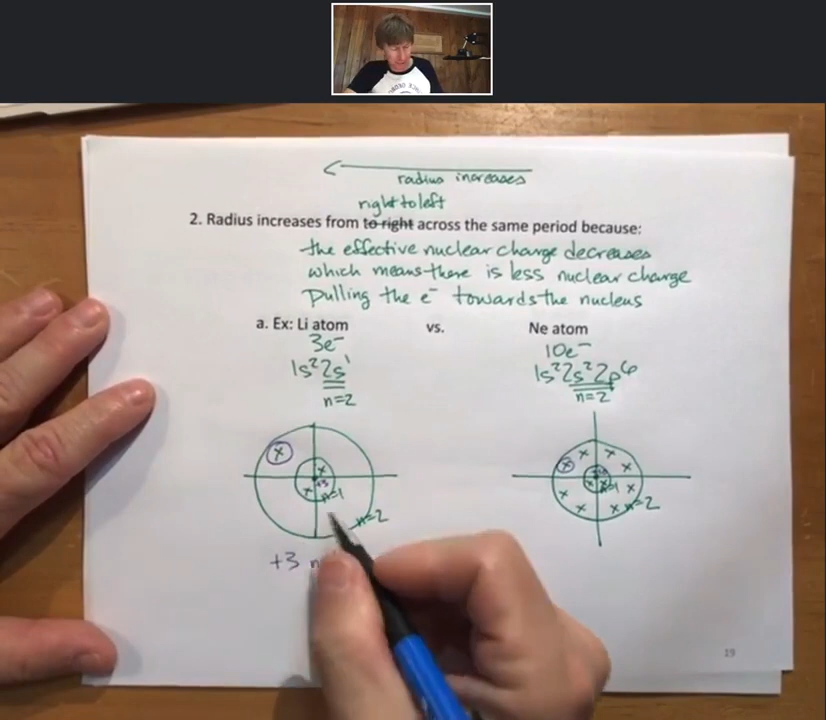 radius increases
right to left
2. Radius increases from to right across the same period because:
the effective nuclear charge decreases
which means there is less nuclear charge
pulling the e⁻ towards the nucleus
a. Ex: Li atom vs. Ne atom
3e⁻ 10e⁻
1s²2s¹ 1s²2s²2p⁶
n=2 n=2
x x x x
x x x
+3
x n=1 x x n=1 x
x
n=2 x x n=2
+3 n
19